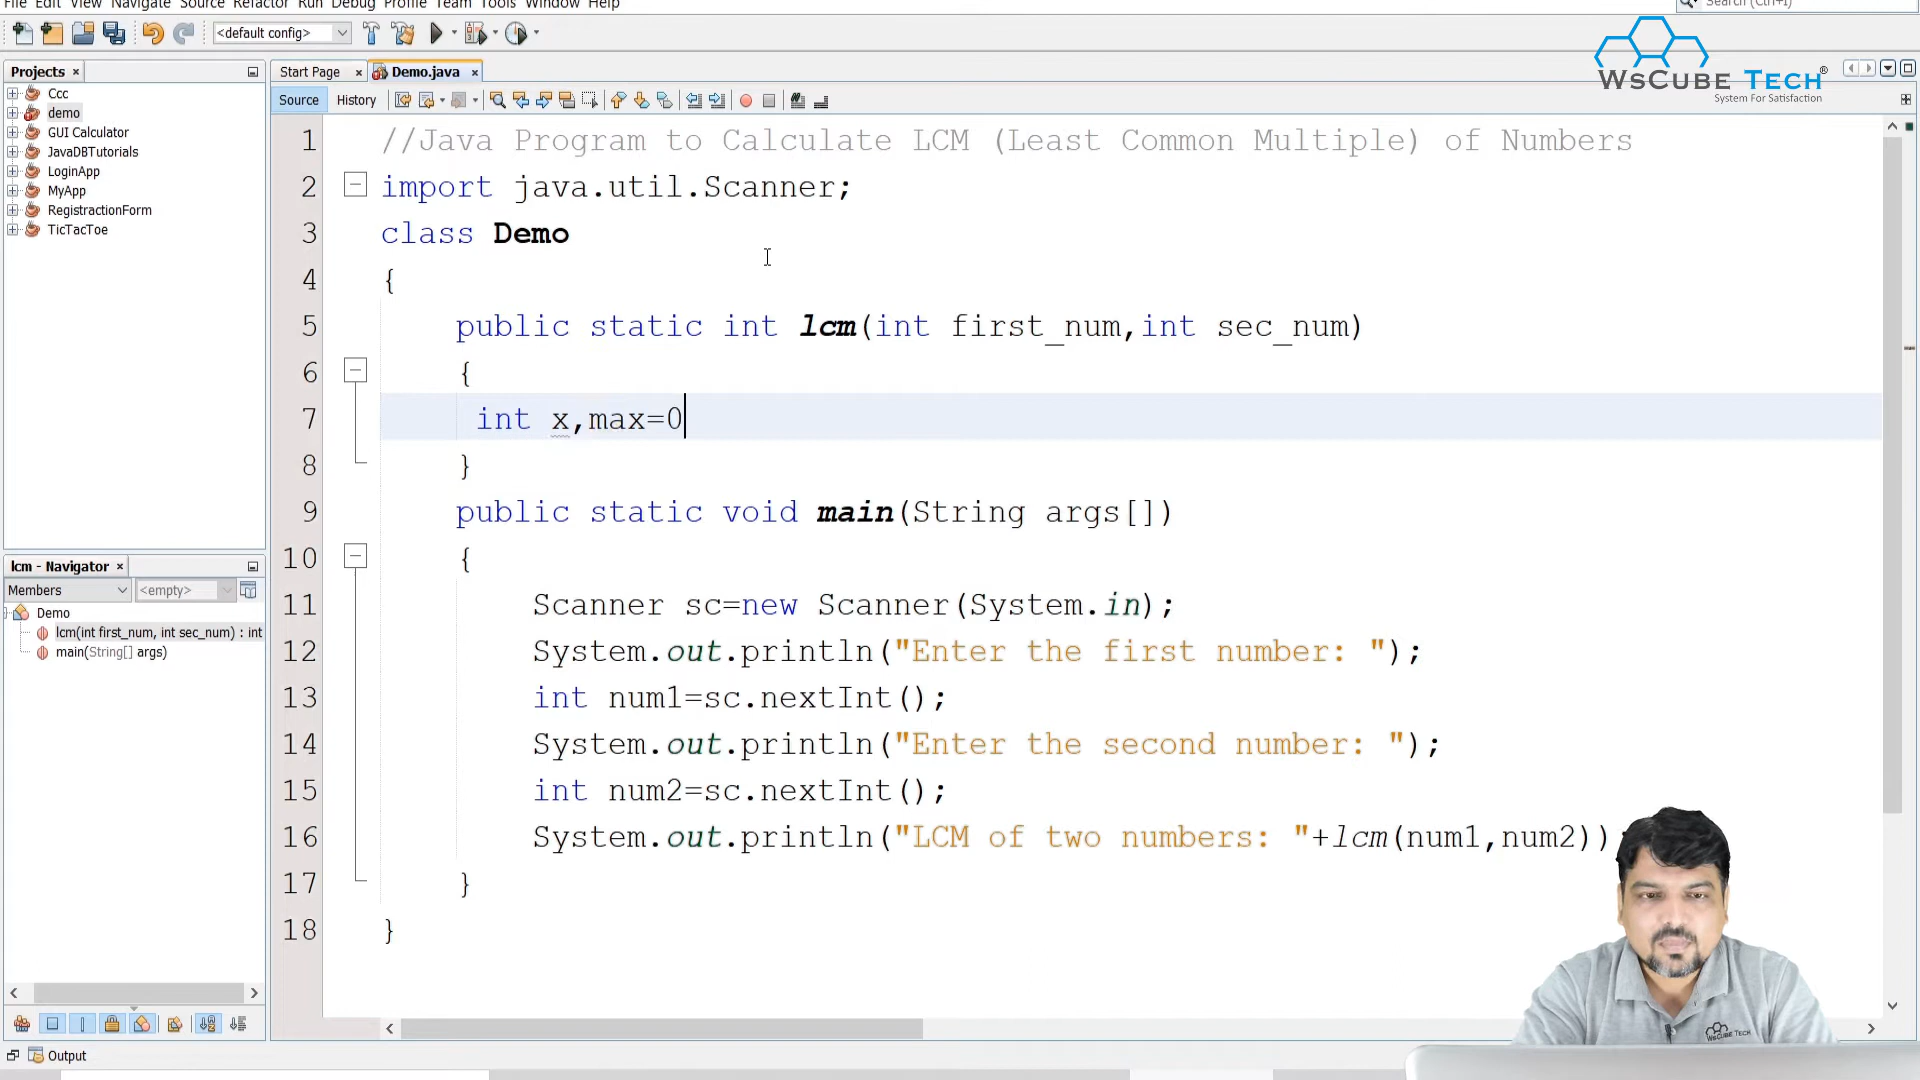 File Edit View Navigate Source Refactor Run Debug Profile Team Tools Window Help
Search (Ctrl+I)
<default config>
WsCube TECH®
System For Satisfaction
Projects ×
Start Page ×
Demo.java ×
Source History
Ccc
demo
GUI Calculator
JavaDBTutorials
LoginApp
MyApp
RegistractionForm
TicTacToe
1 //Java Program to Calculate LCM (Least Common Multiple) of Numbers
2 import java.util.Scanner;
3 class Demo
4 {
5 public static int lcm(int first_num,int sec_num)
6 {
7 int x,max=0
8 }
9 public static void main(String args[])
10 {
11 Scanner sc=new Scanner(System.in);
12 System.out.println("Enter the first number: ");
13 int num1=sc.nextInt();
14 System.out.println("Enter the second number: ");
15 int num2=sc.nextInt();
16 System.out.println("LCM of two numbers: "+lcm(num1,num2));
17 }
18 }
lcm - Navigator ×
Members
<empty>
Demo
lcm(int first_num, int sec_num) : int
main(String[] args)
Output
WsCube Tech